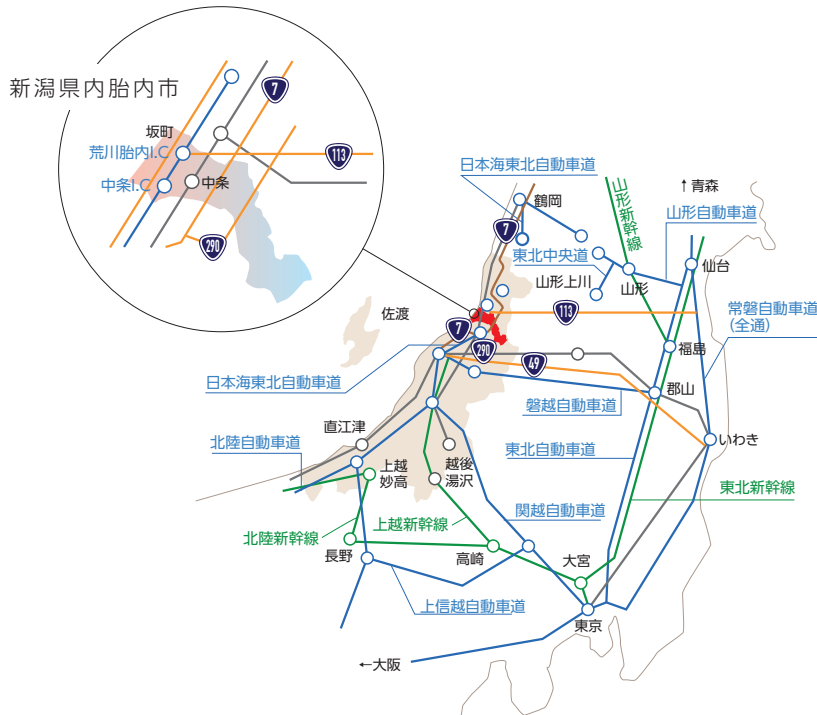 新潟県内胎内市
7
坂町
荒川胎内I.C
113
中条I.C
中条
290
日本海東北自動車道
↑青森
鶴岡
山形新幹線
山形自動車道
7
東北中央道
仙台
山形上川
山形
佐渡
113
常磐自動車道
(全通)
7
290
福島
49
日本海東北自動車道
郡山
磐越自動車道
直江津
いわき
北陸自動車道
東北自動車道
上越
妙高
越後
湯沢
東北新幹線
関越自動車道
上越新幹線
北陸新幹線
長野
高崎
大宮
上信越自動車道
東京
←大阪